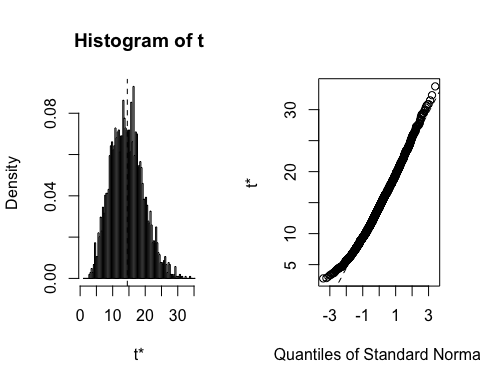 Histogram of t
Density
0.00 0.04 0.08
0 10 20 30
t*
t*
5 10 20 30
-3 -1 1 3
Quantiles of Standard Norma